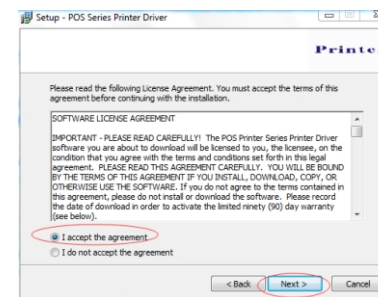 Setup - POS Series Printer Driver
Please read the following License Agreement. You must accept the terms of this
agreement before continuing with the installation.
SOFTWARE LICENSE AGREEMENT
IMPORTANT - PLEASE READ CAREFULLY! The POS Printer Series Printer Driver
software you are about to download will be licensed to you, the licensee, on the
condition that you agree with the terms and conditions set forth in this legal
agreement. PLEASE READ THIS AGREEMENT CAREFULLY. YOU WILL BE BOUND
BY THE TERMS OF THIS AGREEMENT IF YOU INSTALL, DOWNLOAD, COPY, OR
OTHERWISE USE THE SOFTWARE. If you do not agree to the terms contained in
this agreement, please do not install or download the software. Please record
the date of download in order to activate the limited ninety (90) day warranty
(see below).
I accept the agreement
I do not accept the agreement
< Back
Next >
Cancel